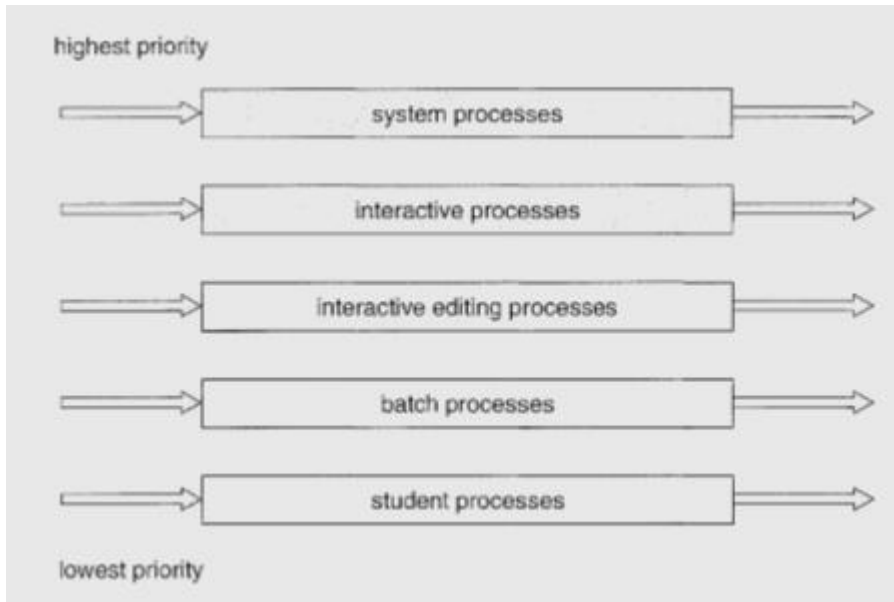 highest priority
system processes
interactive processes
interactive editing processes
batch processes
student processes
lowest priority